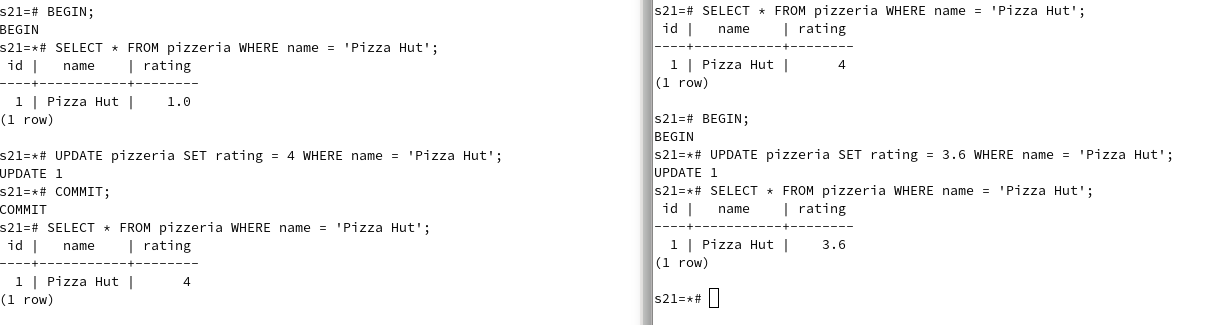 s21=# BEGIN;
BEGIN
s21=*# SELECT * FROM pizzeria WHERE name = 'Pizza Hut';
 id |   name    | rating
----+-----------+--------
  1 | Pizza Hut |    1.0
(1 row)
s21=*# UPDATE pizzeria SET rating = 4 WHERE name = 'Pizza Hut';
UPDATE 1
s21=*# COMMIT;
COMMIT
s21=# SELECT * FROM pizzeria WHERE name = 'Pizza Hut';
 id |   name    | rating
----+-----------+--------
  1 | Pizza Hut |      4
(1 row)
s21=# SELECT * FROM pizzeria WHERE name = 'Pizza Hut';
 id |   name    | rating
----+-----------+--------
  1 | Pizza Hut |      4
(1 row)
s21=# BEGIN;
BEGIN
s21=*# UPDATE pizzeria SET rating = 3.6 WHERE name = 'Pizza Hut';
UPDATE 1
s21=*# SELECT * FROM pizzeria WHERE name = 'Pizza Hut';
 id |   name    | rating
----+-----------+--------
  1 | Pizza Hut |    3.6
(1 row)
s21=*#